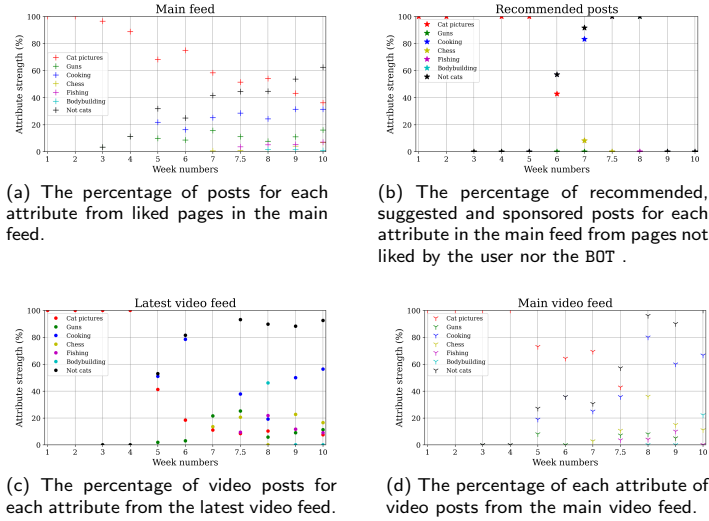 Main feed
Attribute strength (%)
100
80
60
40
20
0
Cat pictures
Guns
Cooking
Chess
Fishing
Bodybuilding
Not cats
1 2 3 4 5 6 7 7.5 8 9 10
Week numbers
(a) The percentage of posts for each
attribute from liked pages in the main
feed.
Recommended posts
Attribute strength (%)
100
80
60
40
20
0
Cat pictures
Guns
Cooking
Chess
Fishing
Bodybuilding
Not cats
1 2 3 4 5 6 7 7.5 8 9 10
Week numbers
(b) The percentage of recommended,
suggested and sponsored posts for each
attribute in the main feed from pages not
liked by the user nor the BOT .
Latest video feed
Attribute strength (%)
100
80
60
40
20
0
Cat pictures
Guns
Cooking
Chess
Fishing
Bodybuilding
Not cats
1 2 3 4 5 6 7 7.5 8 9 10
Week numbers
(c) The percentage of video posts for
each attribute from the latest video feed.
Main video feed
Attribute strength (%)
100
80
60
40
20
0
Cat pictures
Guns
Cooking
Chess
Fishing
Bodybuilding
Not cats
1 2 3 4 5 6 7 7.5 8 9 10
Week numbers
(d) The percentage of each attribute of
video posts from the main video feed.